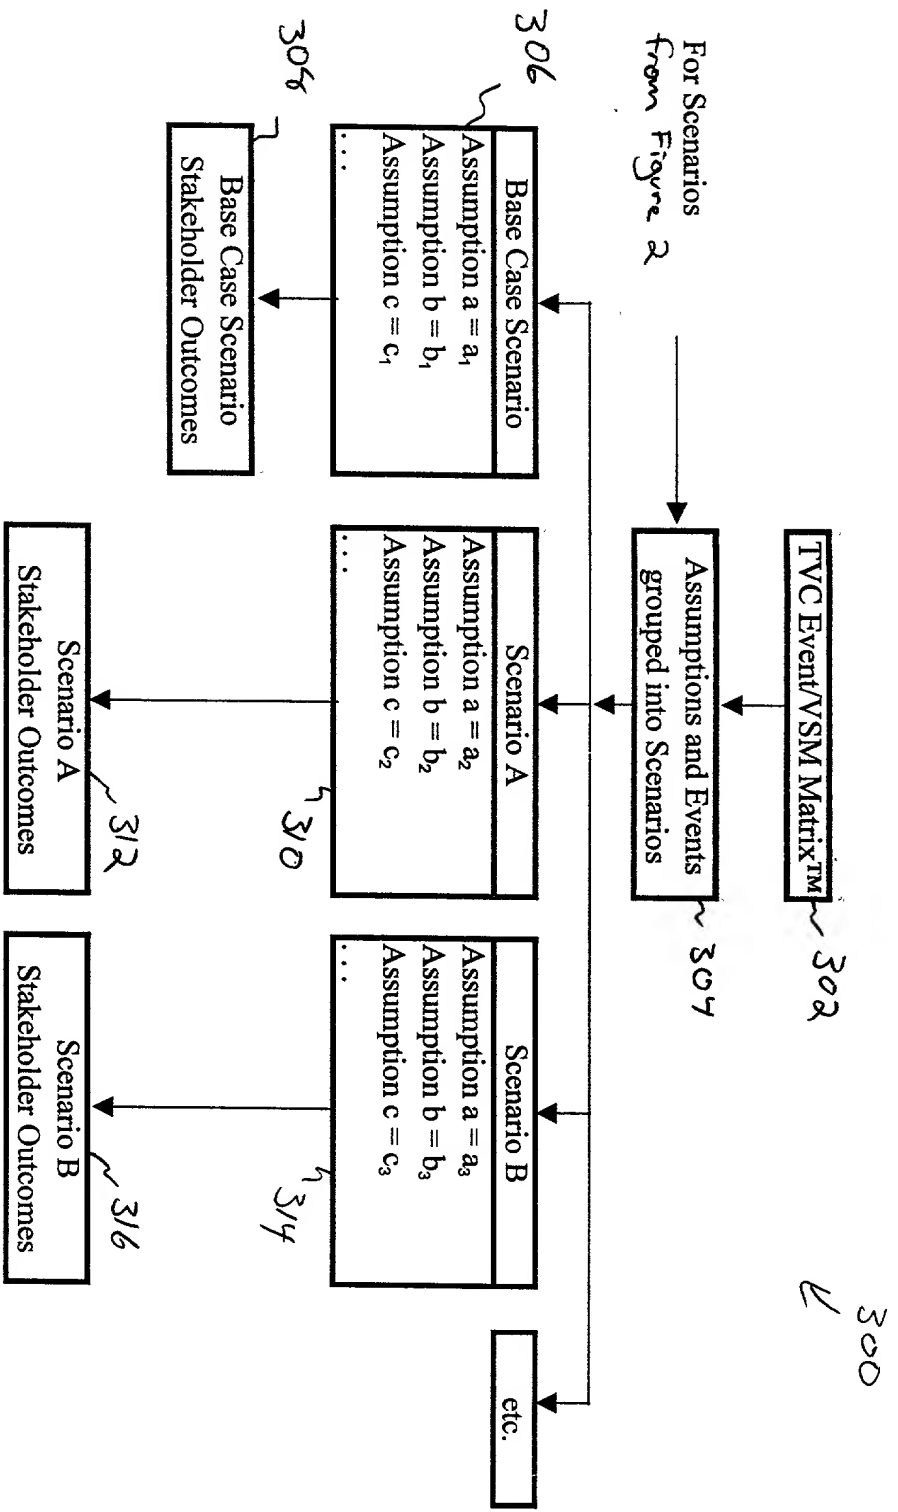 300
TVC Event/VSM Matrix™
302
For Scenarios
from Figure 2
Assumptions and Events
grouped into Scenarios
304
306
Base Case Scenario
Assumption a = a₁
Assumption b = b₁
Assumption c = c₁
...
Scenario A
Assumption a = a₂
Assumption b = b₂
Assumption c = c₂
...
310
Scenario B
Assumption a = a₃
Assumption b = b₃
Assumption c = c₃
...
314
etc.
308
Base Case Scenario
Stakeholder Outcomes
312
Scenario A
Stakeholder Outcomes
316
Scenario B
Stakeholder Outcomes